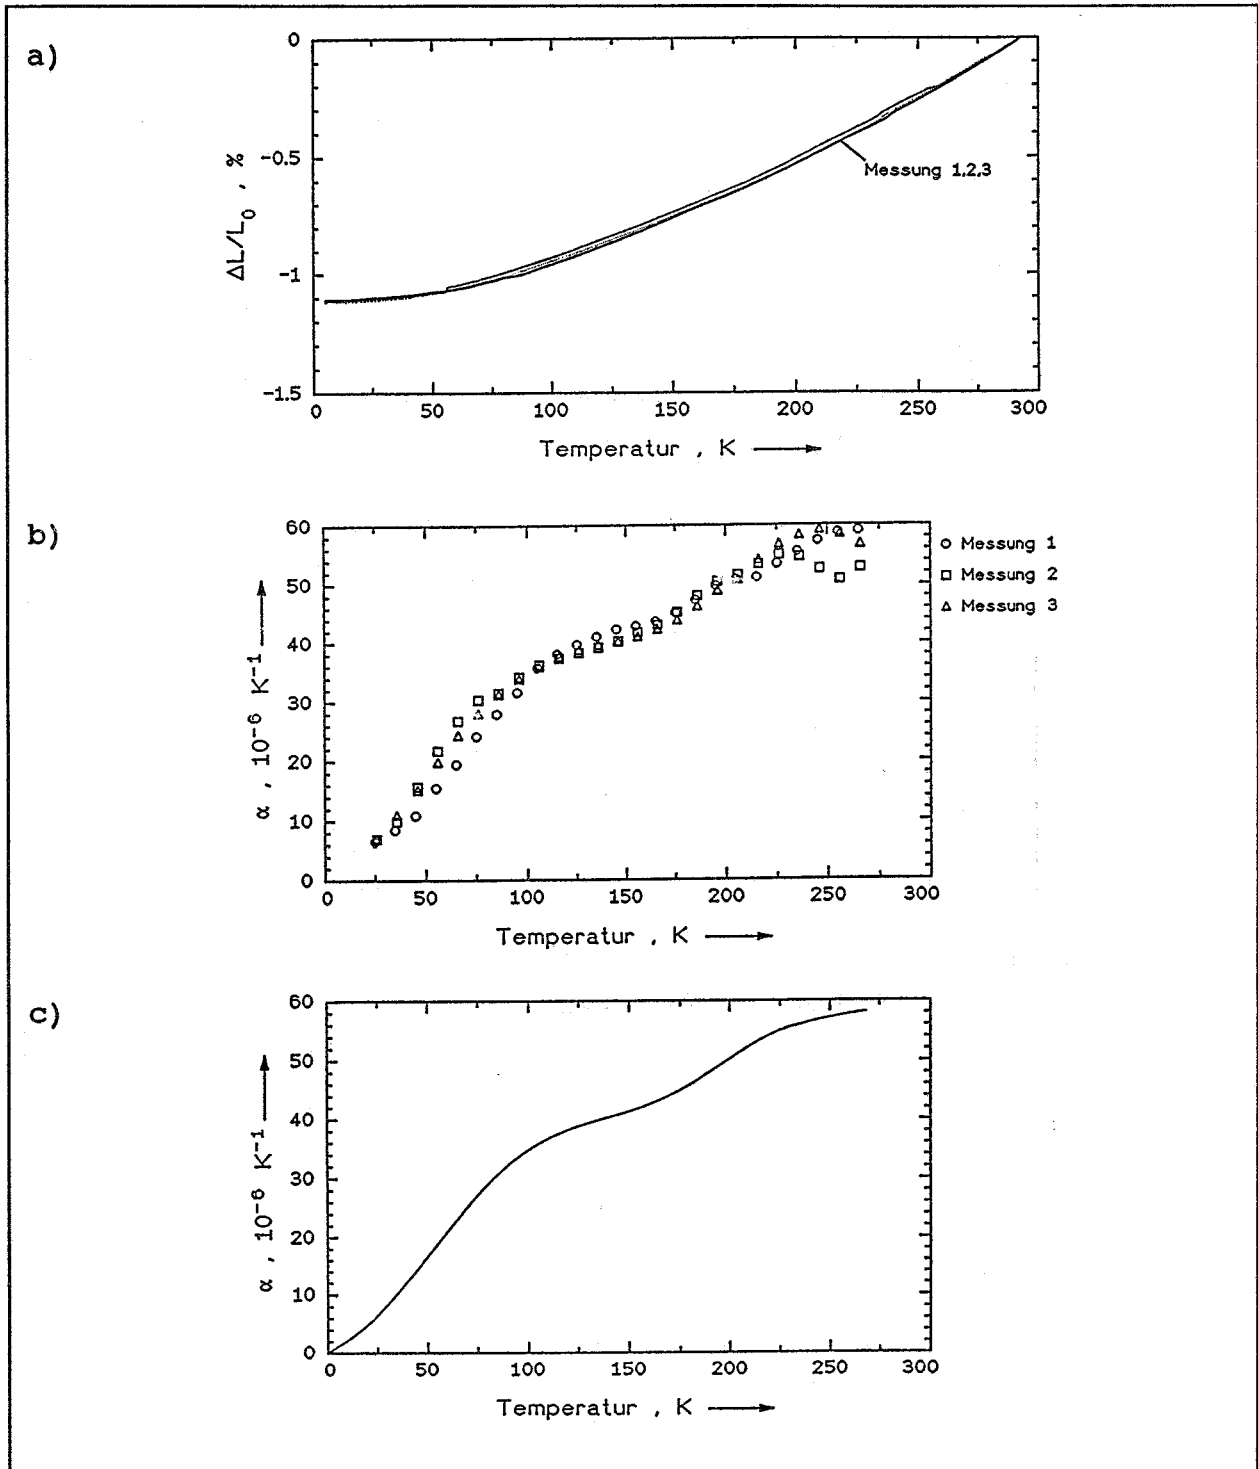 a)
0
-0.5
-1
-1.5
ΔL/L₀ , %
Messung 1,2,3
0 50 100 150 200 250 300
Temperatur , K
b)
60
50
40
30
20
10
0
α , 10⁻⁶ K⁻¹
○ Messung 1
□ Messung 2
△ Messung 3
0 50 100 150 200 250 300
Temperatur , K
c)
60
50
40
30
20
10
0
α , 10⁻⁶ K⁻¹
0 50 100 150 200 250 300
Temperatur , K